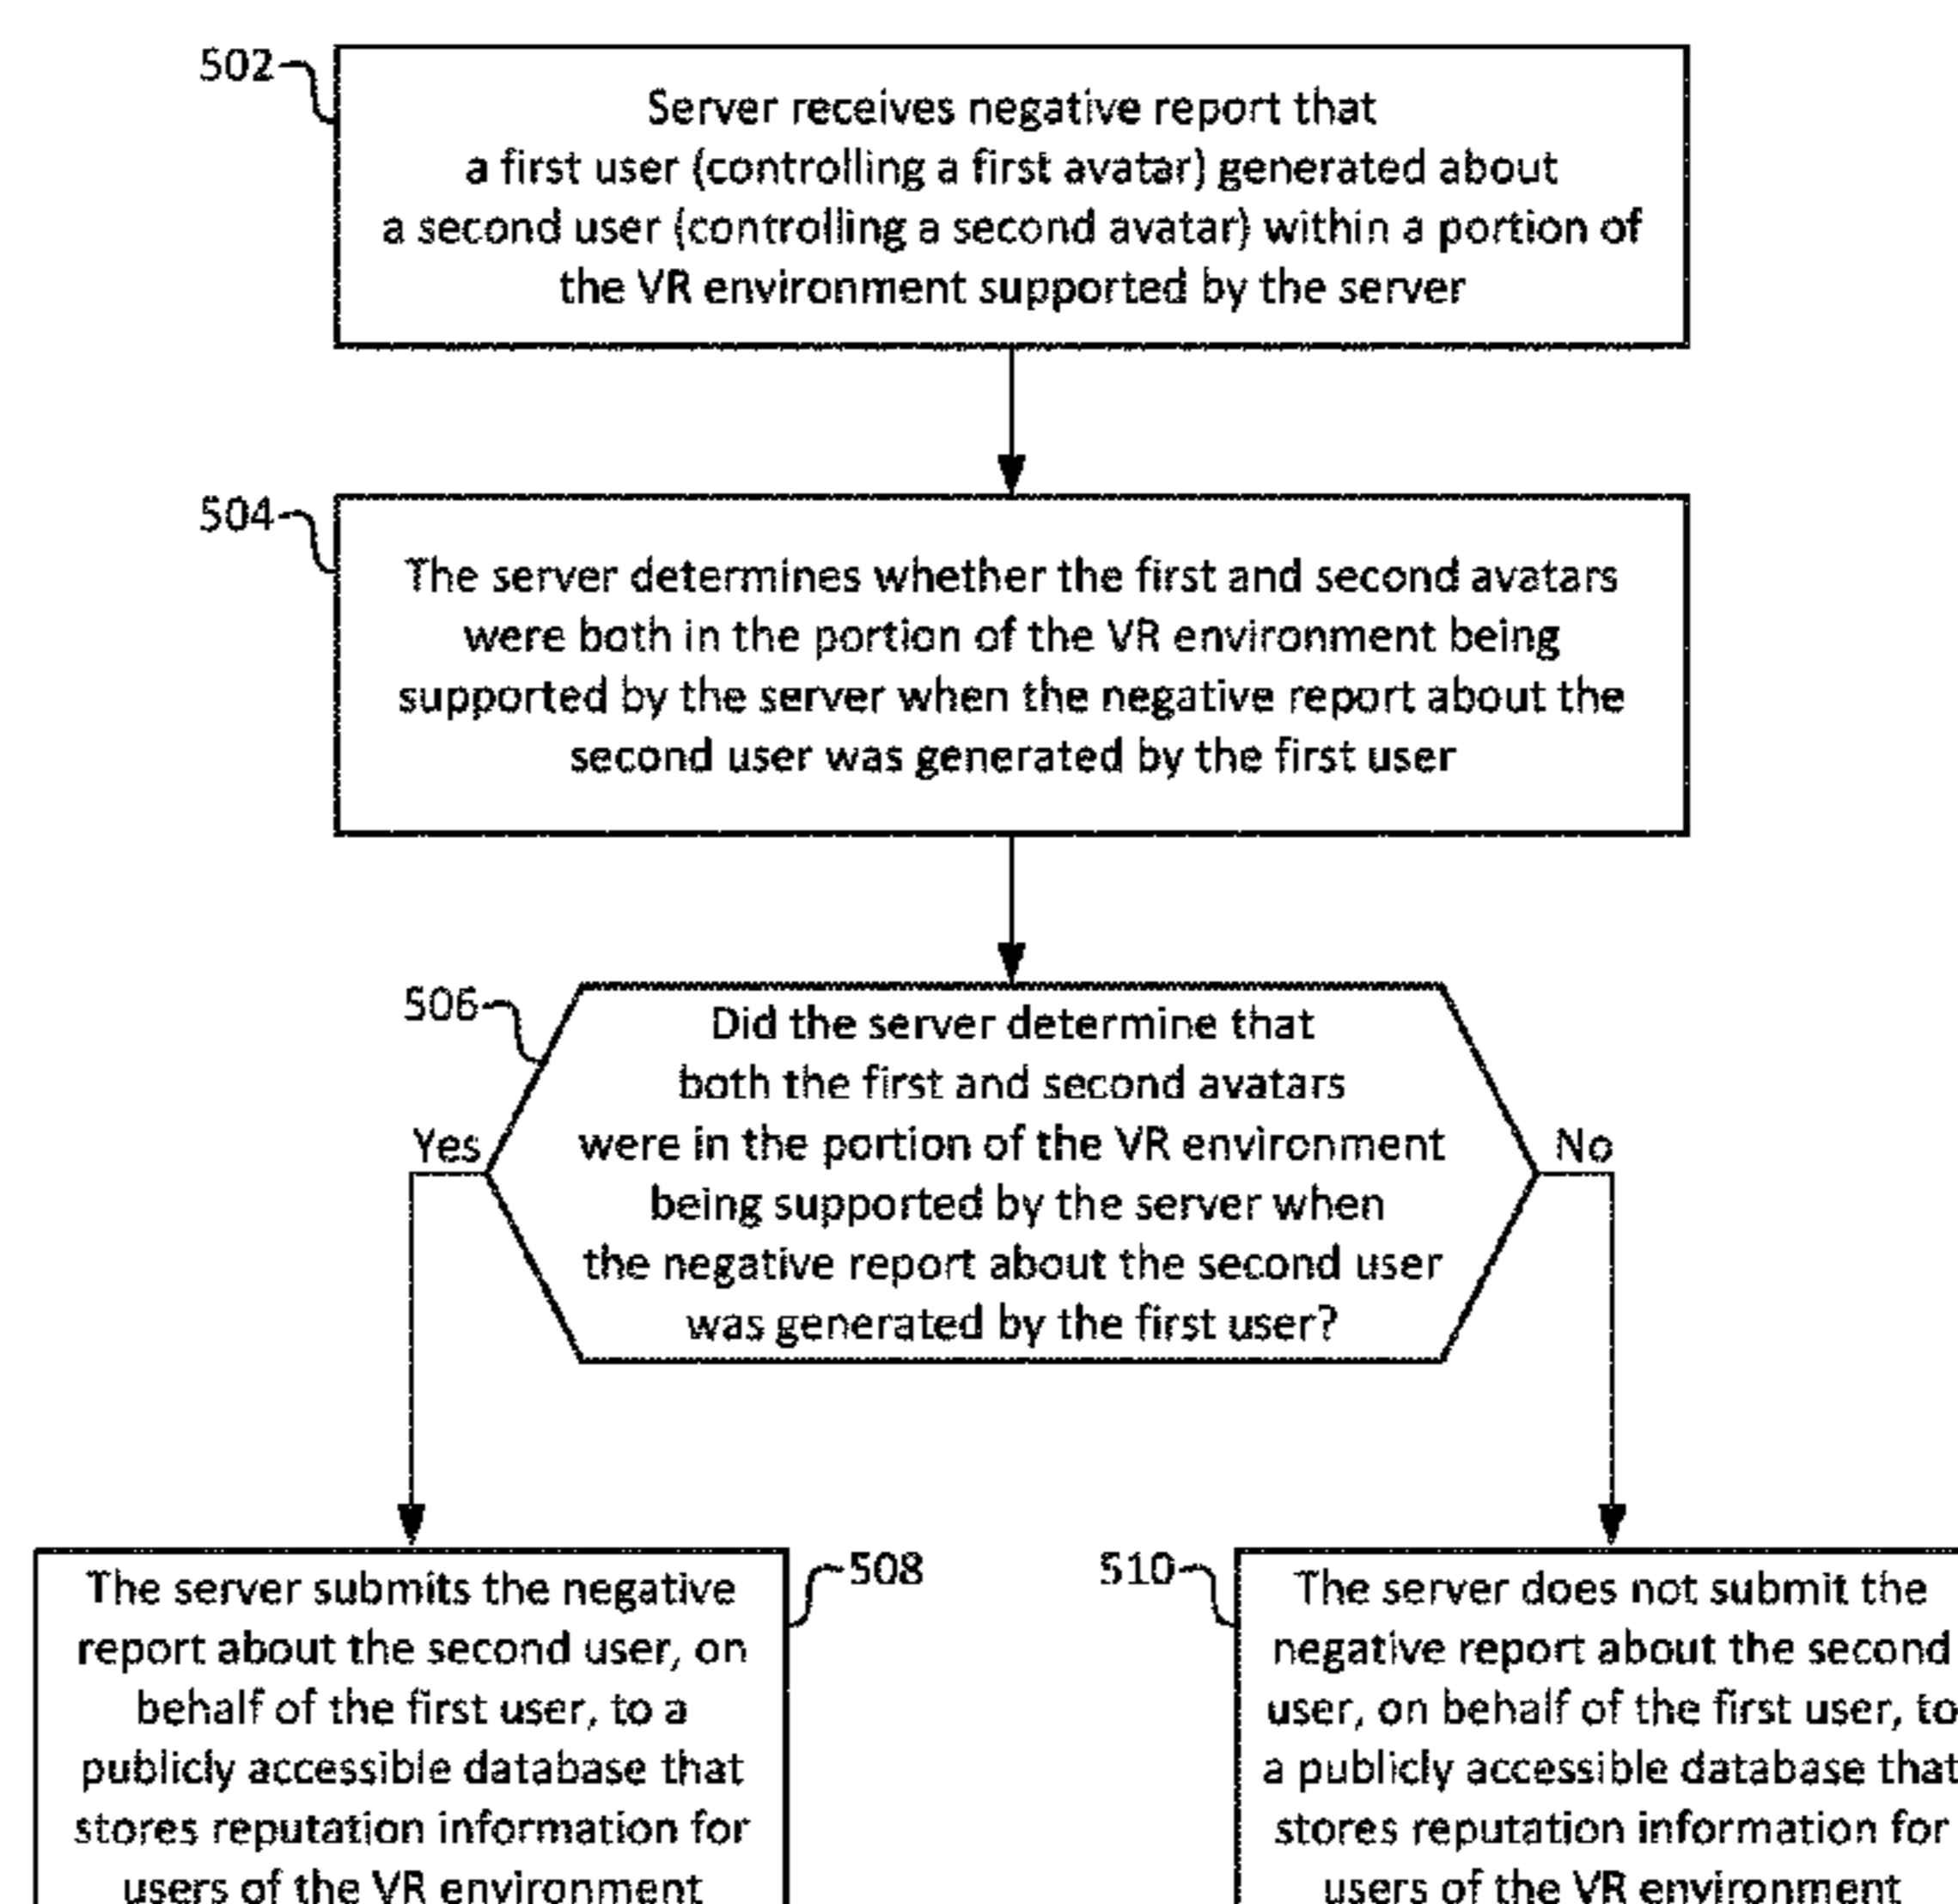 502
Server receives negative report that
a first user (controlling a first avatar) generated about
a second user (controlling a second avatar) within a portion of
the VR environment supported by the server
504
The server determines whether the first and second avatars
were both in the portion of the VR environment being
supported by the server when the negative report about the
second user was generated by the first user
506
Did the server determine that
both the first and second avatars
were in the portion of the VR environment
being supported by the server when
the negative report about the second user
was generated by the first user?
Yes
No
508
The server submits the negative
report about the second user, on
behalf of the first user, to a
publicly accessible database that
stores reputation information for
users of the VR environment
510
The server does not submit the
negative report about the second
user, on behalf of the first user, to
a publicly accessible database that
stores reputation information for
users of the VR environment